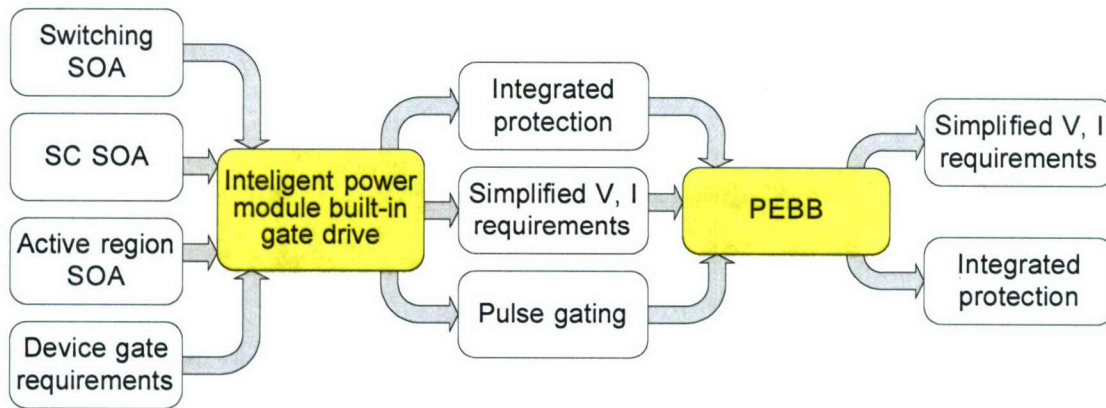 Switching
SOA
SC SOA
Active region
SOA
Device gate
requirements
Inteligent power
module built-in
gate drive
Integrated
protection
Simplified V, I
requirements
Pulse gating
PEBB
Simplified V, I
requirements
Integrated
protection